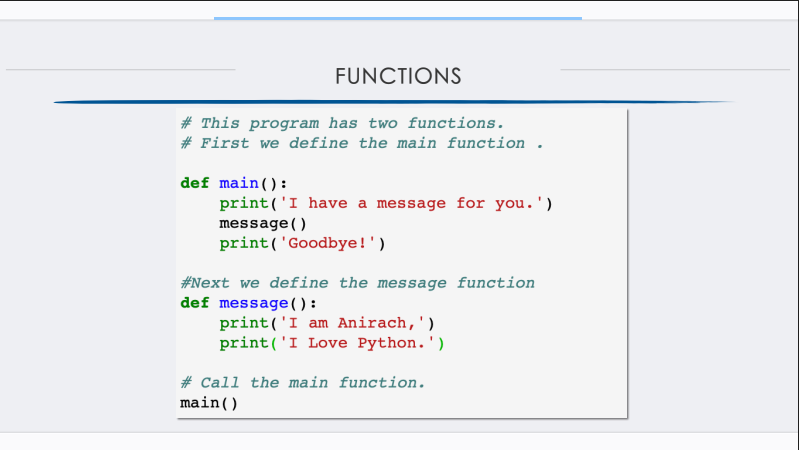 FUNCTIONS
# This program has two functions.
# First we define the main function .
def main():
    print('I have a message for you.')
    message()
    print('Goodbye!')
#Next we define the message function
def message():
    print('I am Anirach,')
    print('I Love Python.')
# Call the main function.
main()